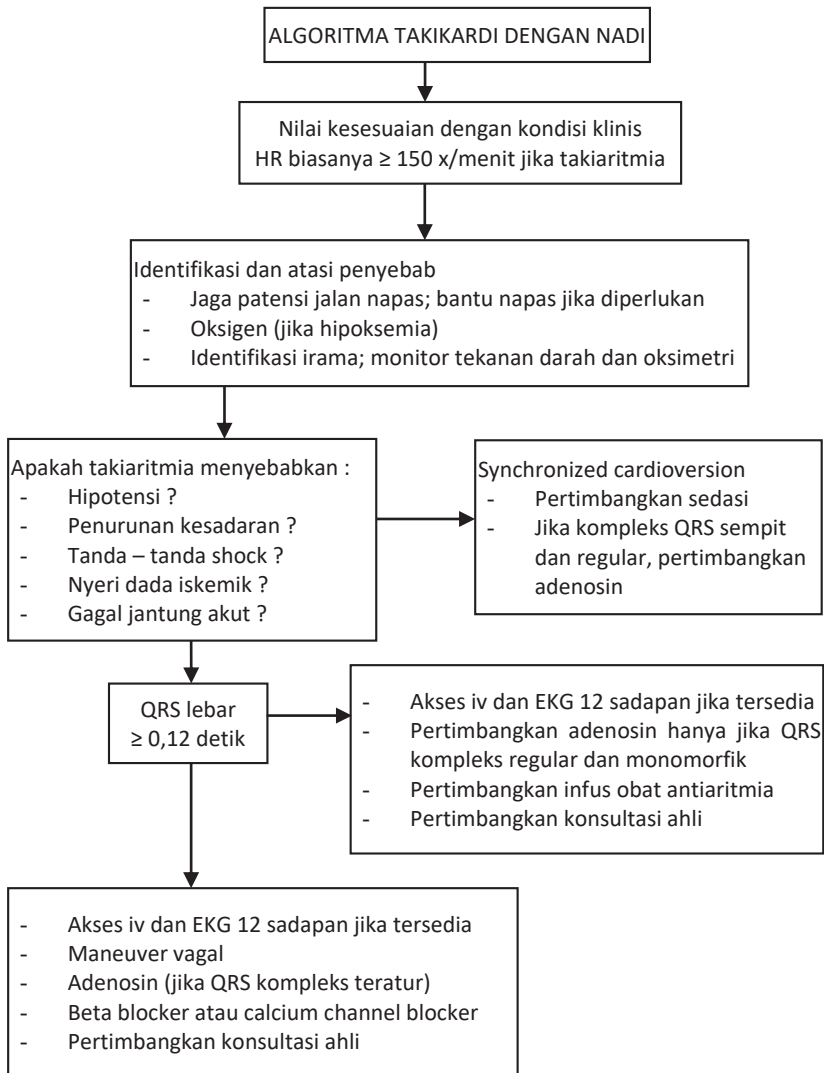 ALGORITMA TAKIKARDI DENGAN NADI
Nilai kesesuaian dengan kondisi klinis
HR biasanya ≥ 150 x/menit jika takiaritmia
Identifikasi dan atasi penyebab
- Jaga patensi jalan napas; bantu napas jika diperlukan
- Oksigen (jika hipoksemia)
- Identifikasi irama; monitor tekanan darah dan oksimetri
Apakah takiaritmia menyebabkan :
- Hipotensi ?
- Penurunan kesadaran ?
- Tanda – tanda shock ?
- Nyeri dada iskemik ?
- Gagal jantung akut ?
Synchronized cardioversion
- Pertimbangkan sedasi
- Jika kompleks QRS sempit
dan regular, pertimbangkan
adenosin
QRS lebar
≥ 0,12 detik
- Akses iv dan EKG 12 sadapan jika tersedia
- Pertimbangkan adenosin hanya jika QRS
kompleks regular dan monomorfik
- Pertimbangkan infus obat antiaritmia
- Pertimbangkan konsultasi ahli
- Akses iv dan EKG 12 sadapan jika tersedia
- Maneuver vagal
- Adenosin (jika QRS kompleks teratur)
- Beta blocker atau calcium channel blocker
- Pertimbangkan konsultasi ahli